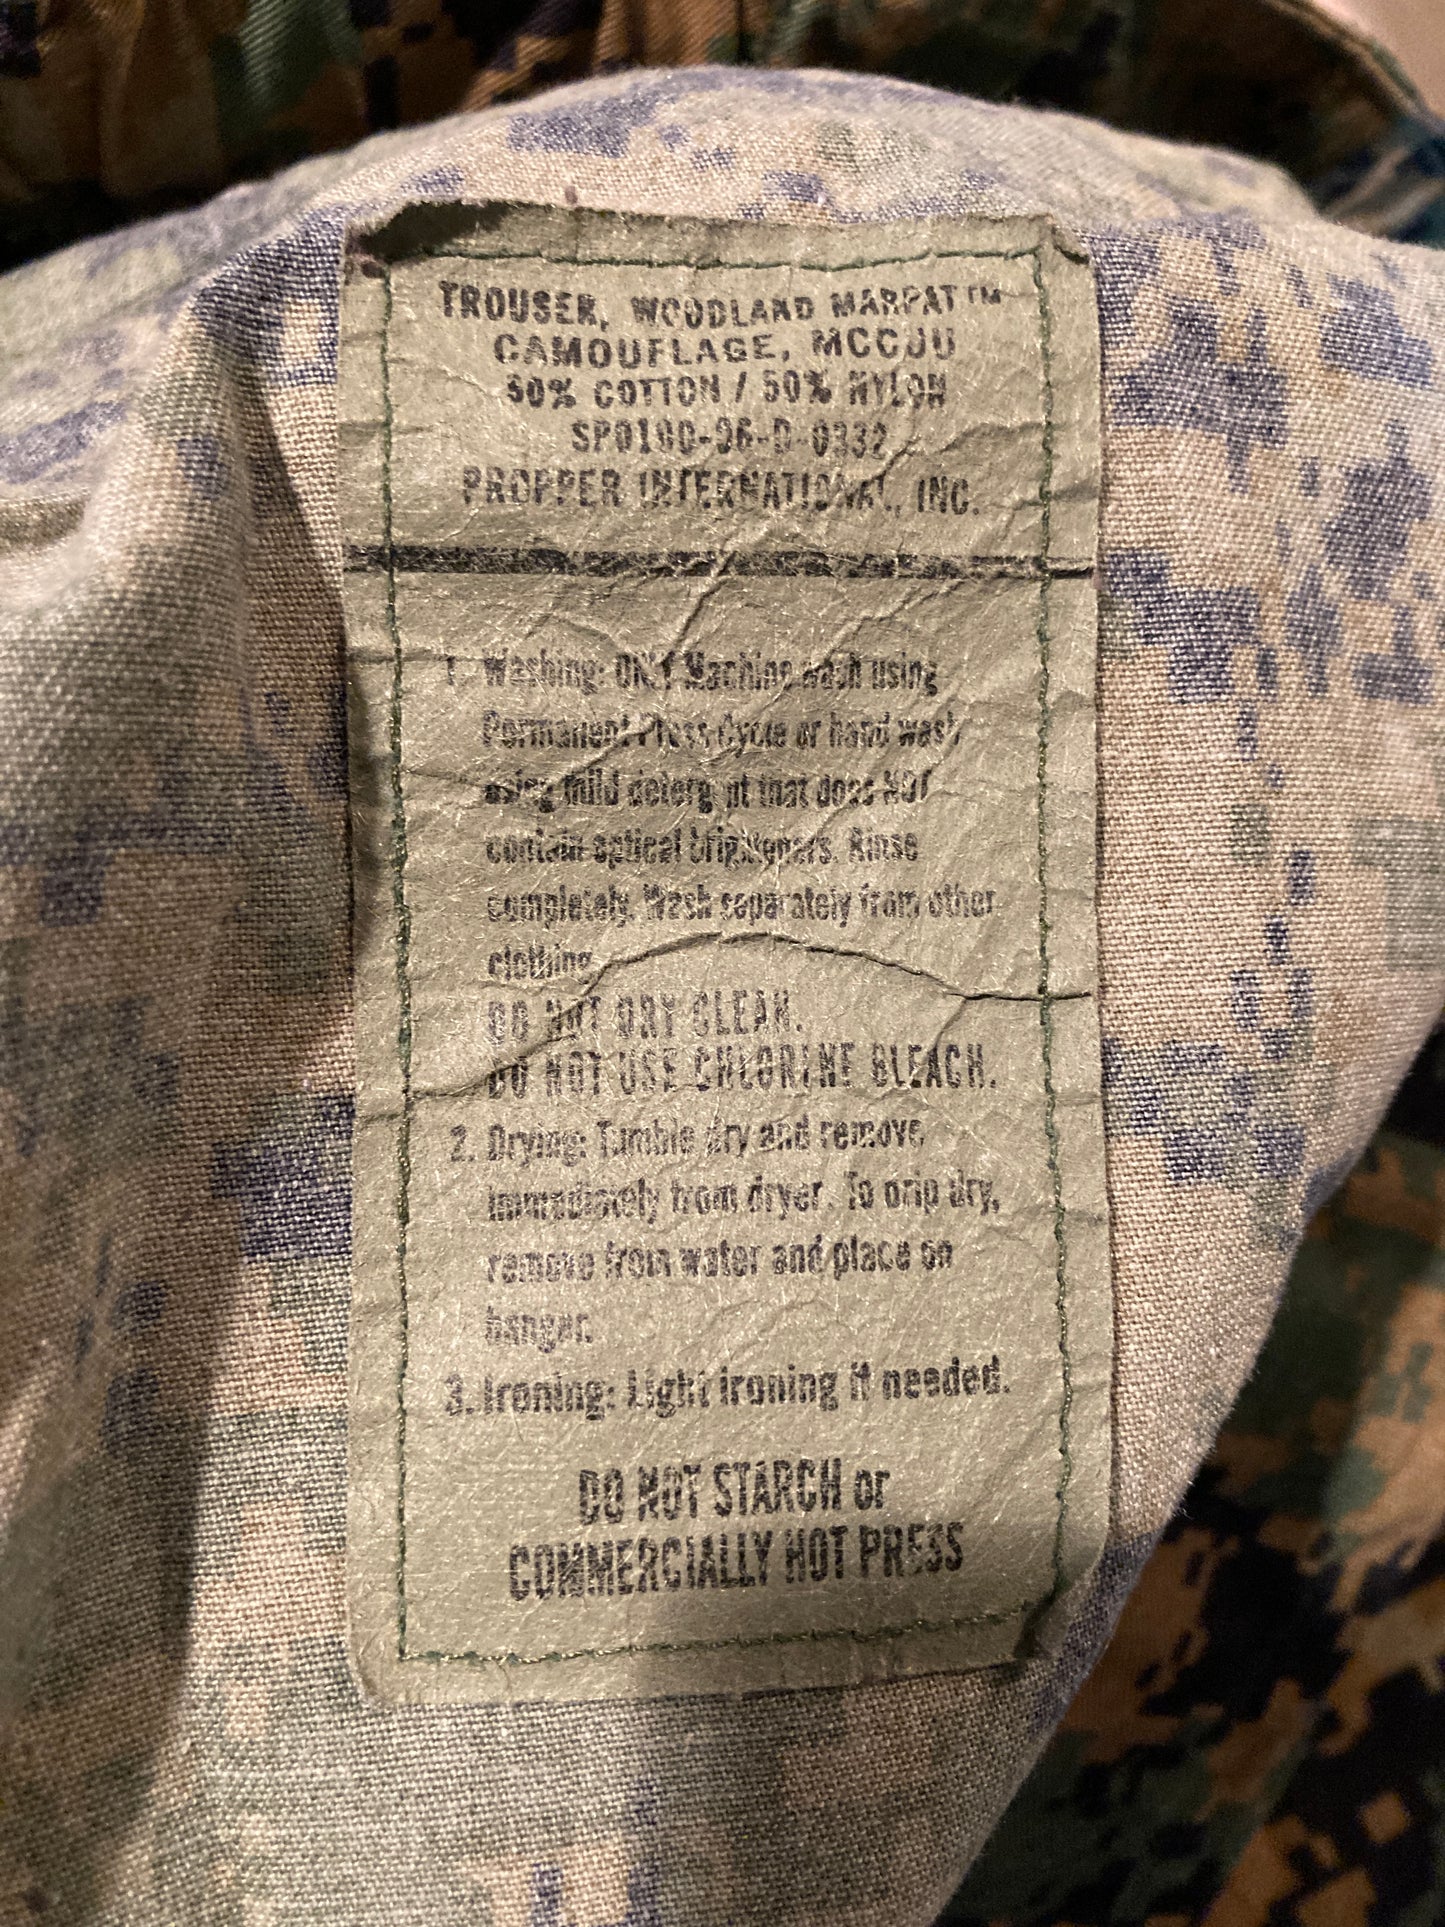 TROUSER, WOODLAND MARPAT™
CAMOUFLAGE, MCCUU
50% COTTON / 50% NYLON
SP0100-06-D-0332
PROPPER INTERNATIONAL, INC.
1. Washing: ONLY Machine wash using
Permanent Press Cycle or hand wash
using mild detergent that does NOT
contain optical brighteners. Rinse
completely. Wash separately from other
clothing.
DO NOT DRY CLEAN.
DO NOT USE CHLORINE BLEACH.
2. Drying: Tumble dry and remove
immediately from dryer. To drip dry,
remove from water and place on
hanger.
3. Ironing: Light ironing if needed.
DO NOT STARCH or
COMMERCIALLY HOT PRESS